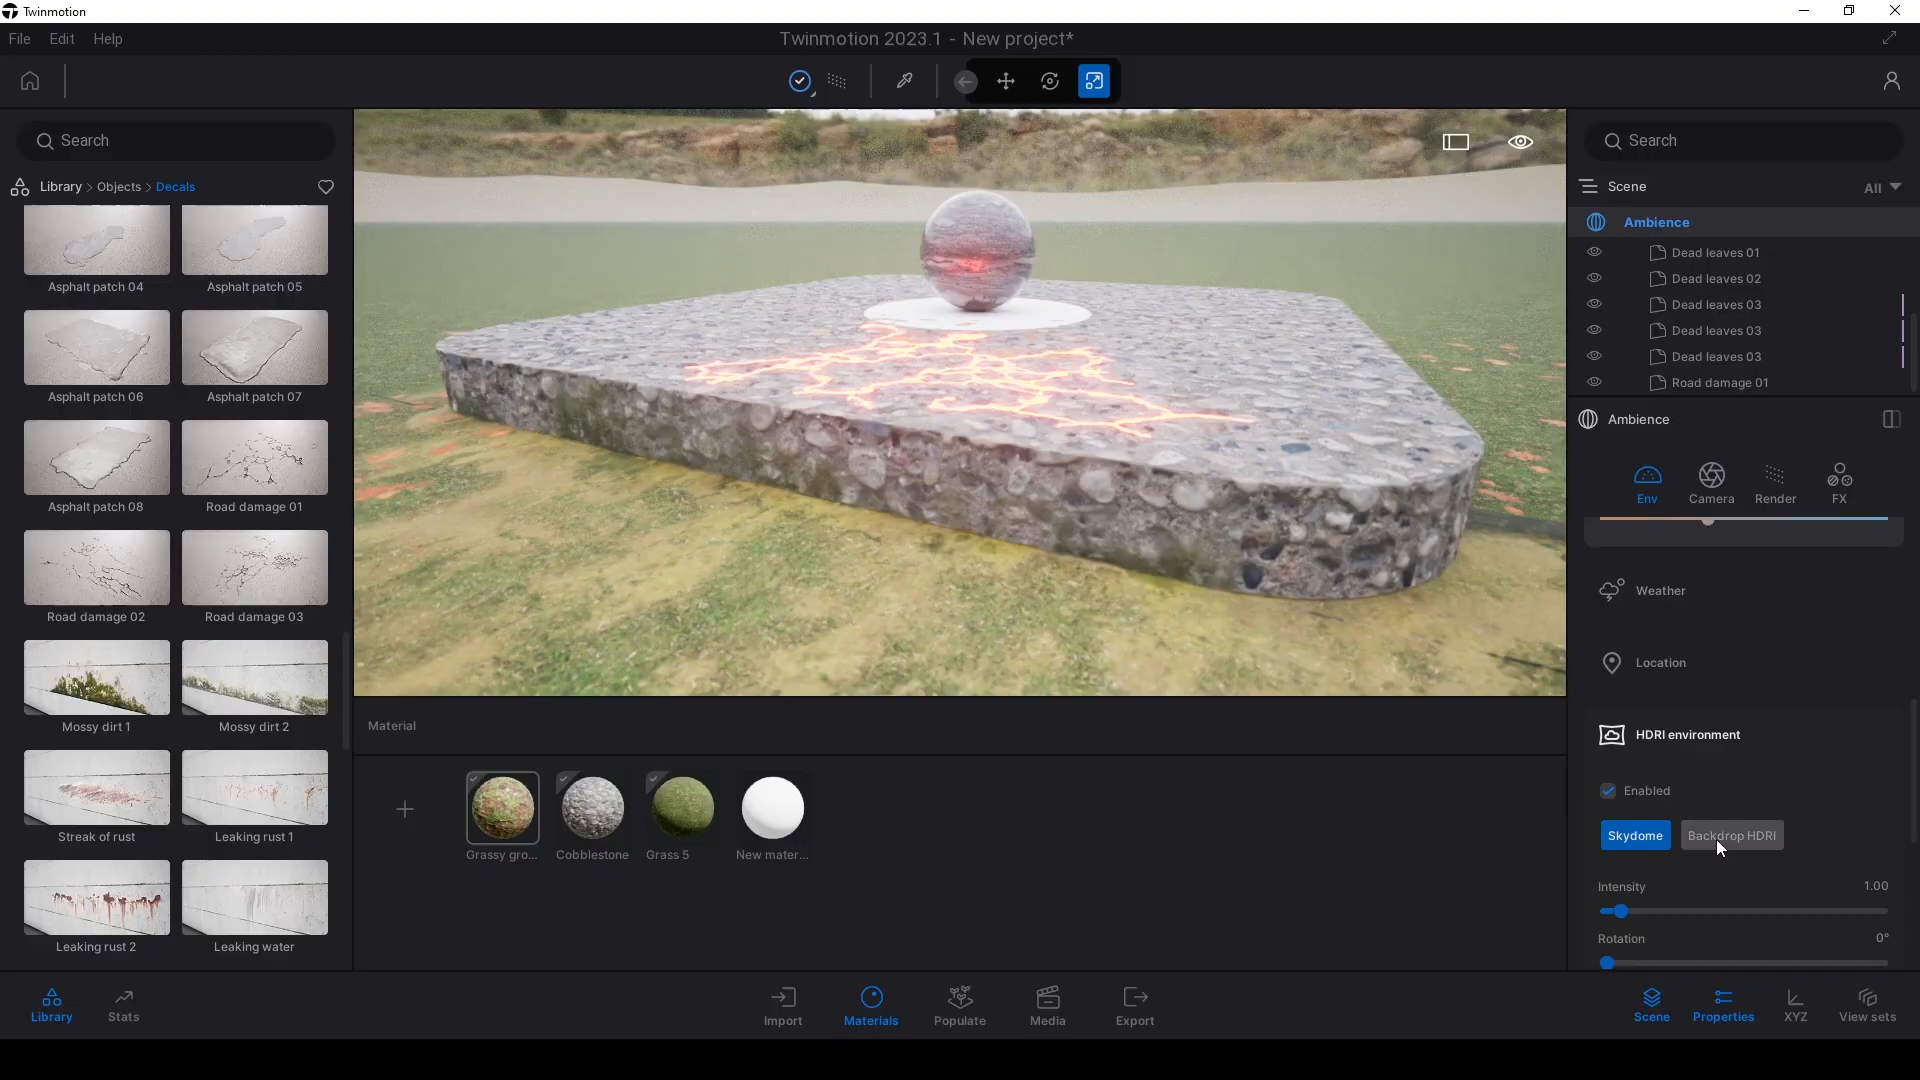 Twinmotion
File Edit Help
Twinmotion 2023.1 - New project*
Search
Library > Objects > Decals
Asphalt patch 04
Asphalt patch 05
Asphalt patch 06
Asphalt patch 07
Asphalt patch 08
Road damage 01
Road damage 02
Road damage 03
Mossy dirt 1
Mossy dirt 2
Streak of rust
Leaking rust 1
Leaking rust 2
Leaking water
Material
Grassy gro...
Cobblestone
Grass 5
New mater...
Search
Scene
All
Ambience
Dead leaves 01
Dead leaves 02
Dead leaves 03
Dead leaves 03
Dead leaves 03
Road damage 01
Ambience
Env Camera Render FX
Weather
Location
HDRI environment
Enabled
Skydome Backdrop HDRI
Intensity 1.00
Rotation 0°
Library Stats
Import Materials Populate Media Export
Scene Properties XYZ View sets